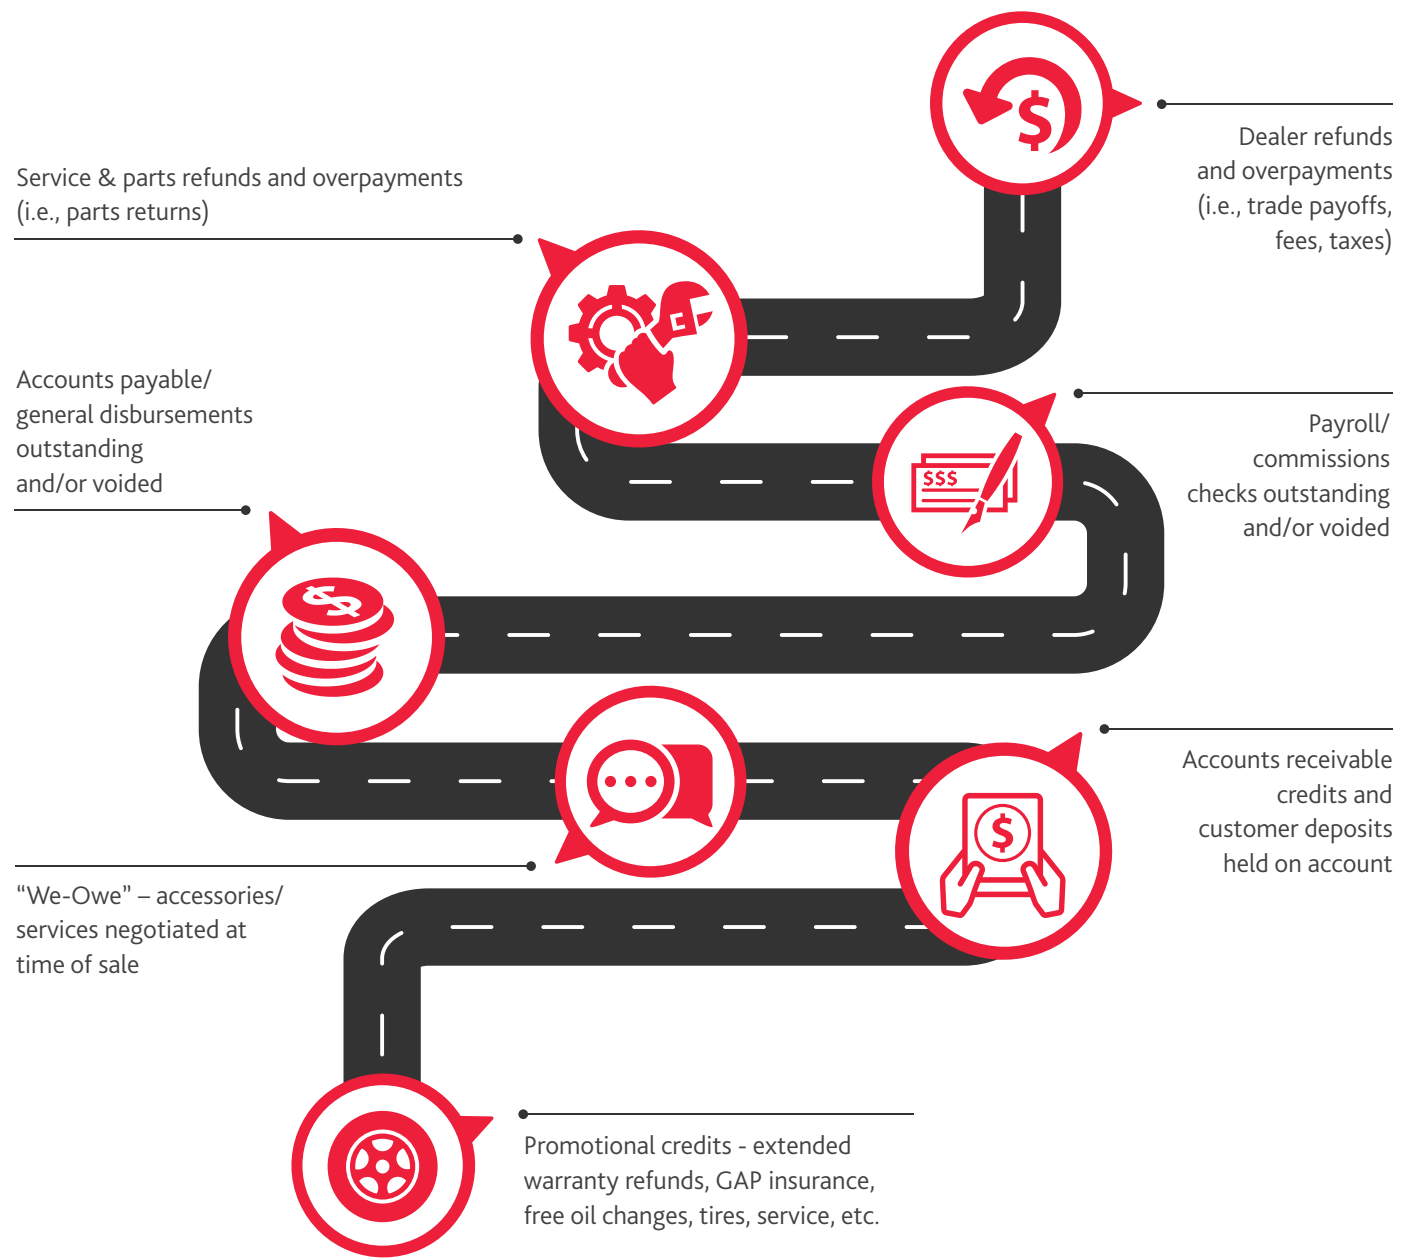 Dealer refunds
and overpayments
(i.e., trade payoffs,
fees, taxes)
Service & parts refunds and overpayments
(i.e., parts returns)
$
Payroll/
commissions
checks outstanding
and/or voided
$$$
Accounts payable/
general disbursements
outstanding
and/or voided
$
Accounts receivable
credits and
customer deposits
held on account
$
“We-Owe” – accessories/
services negotiated at
time of sale
Promotional credits - extended
warranty refunds, GAP insurance,
free oil changes, tires, service, etc.